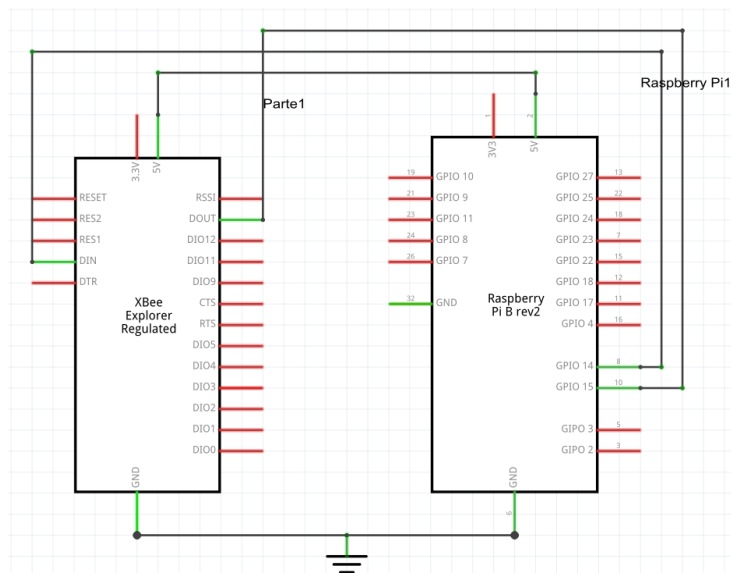 Parte1
Raspberry Pi1
3.3V
5V
RESET
RES2
RES1
DIN
DTR
RSSI
DOUT
DIO12
DIO11
DIO9
CTS
RTS
DIO5
DIO4
DIO3
DIO2
DIO1
DIO0
XBee
Explorer
Regulated
GND
1
3V3
2
5V
19 GPIO 10
21 GPIO 9
23 GPIO 11
24 GPIO 8
26 GPIO 7
32 GND
Raspberry
Pi B rev2
GPIO 27 13
GPIO 25 22
GPIO 24 18
GPIO 23 7
GPIO 22 15
GPIO 18 12
GPIO 17 11
GPIO 4 16
GPIO 14 8
GPIO 15 10
GIPO 3 5
GIPO 2 3
GND
6